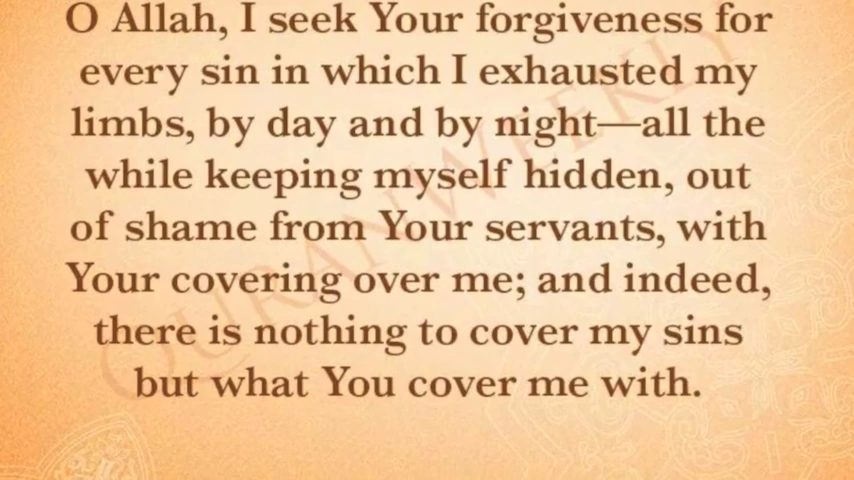 O Allah, I seek Your forgiveness for
every sin in which I exhausted my
limbs, by day and by night—all the
while keeping myself hidden, out
of shame from Your servants, with
Your covering over me; and indeed,
there is nothing to cover my sins
but what You cover me with.
QURANWEEKLY